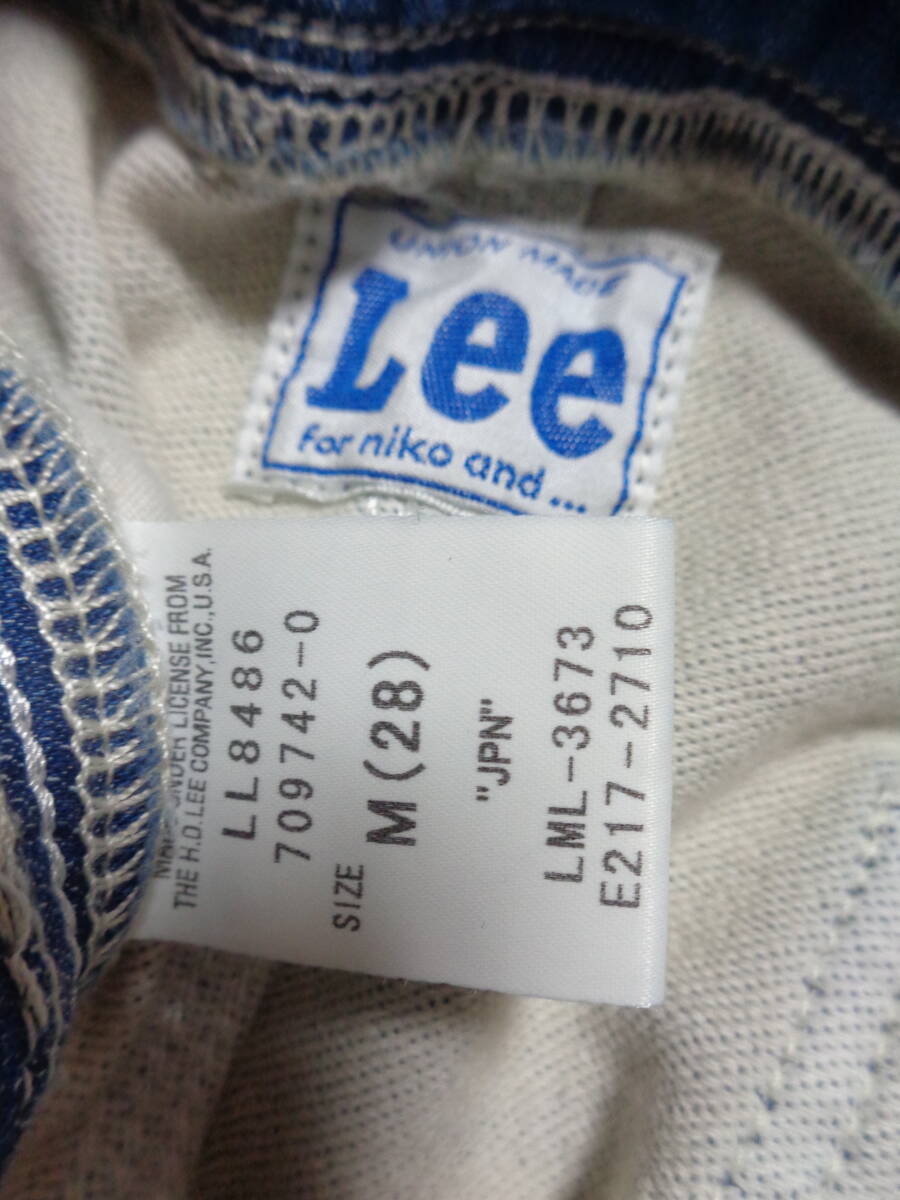 UNION MADE
Lee
for niko and ...
MADE UNDER LICENSE FROM
THE H.D.LEE COMPANY,INC.,U.S.A.
LL8486
709742-0
SIZE M(28)
"JPN"
LML-3673
E217-2710